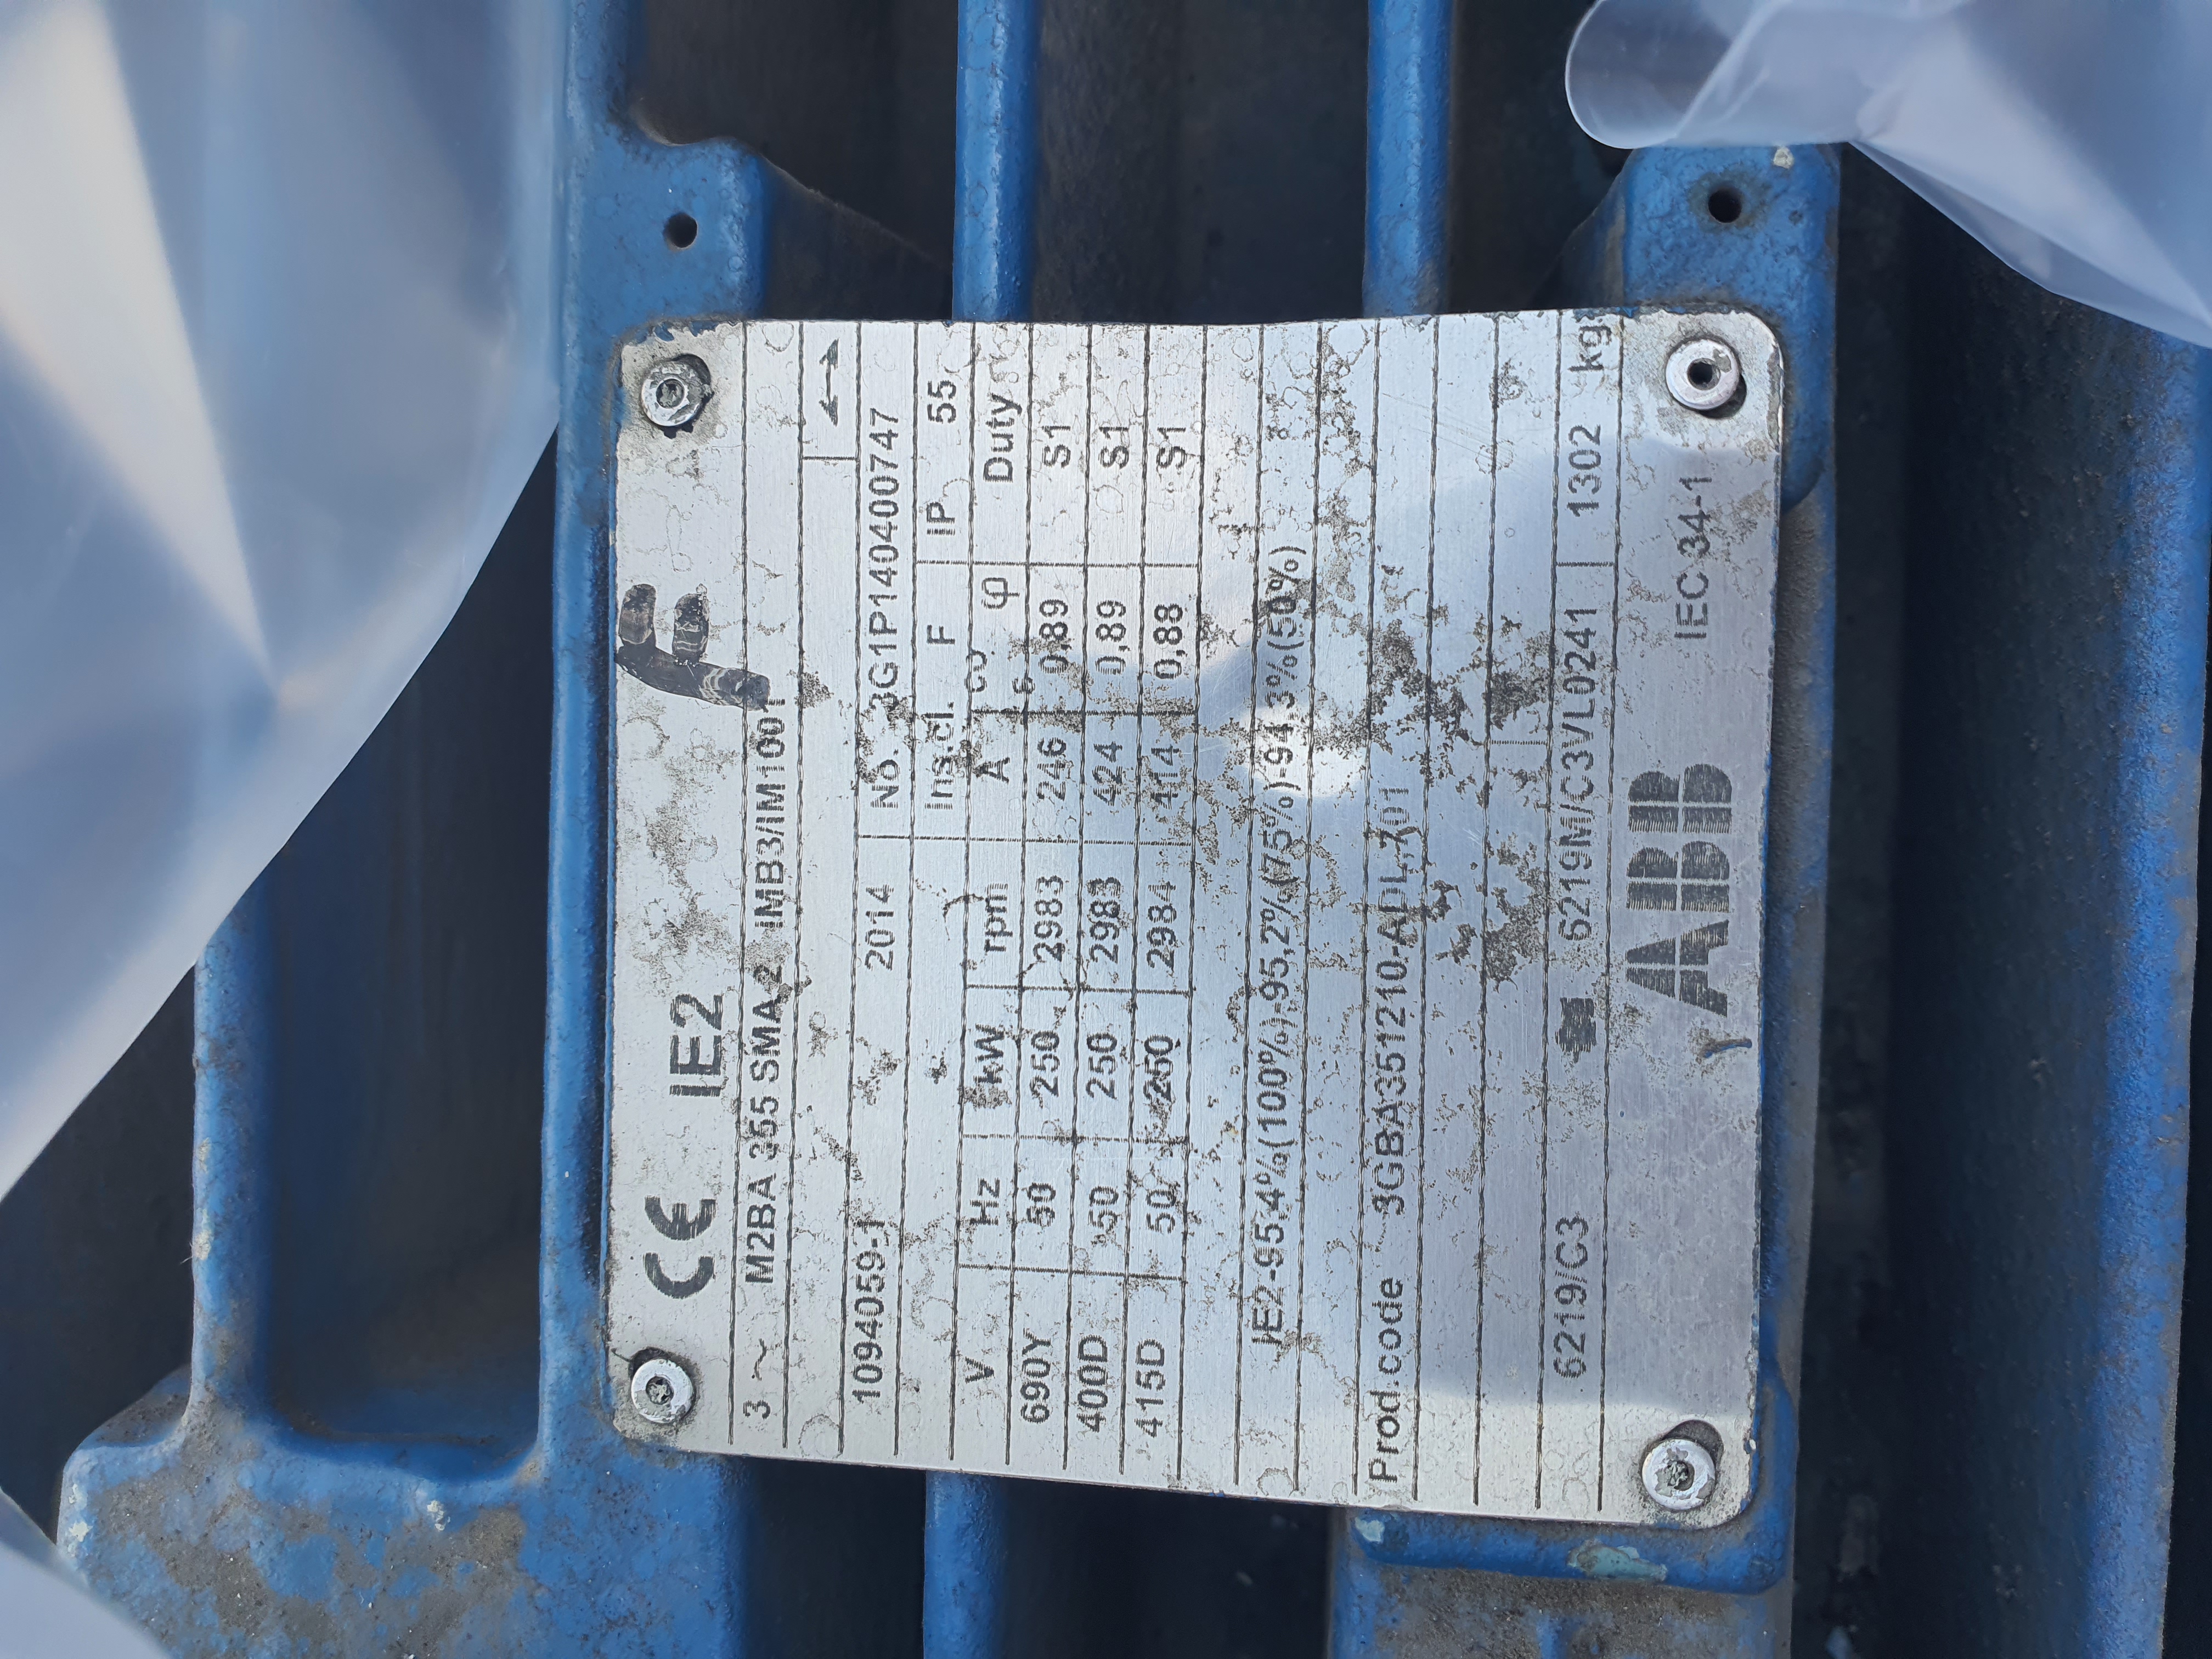 CE IE2 F
3 ~ M2BA 355 SMA 2 IMB3/IM1001
1094059-1 2014 No. 3G1P140400747
Ins.cl. F IP 55
V Hz kW rpm A cos φ Duty
690Y 50 250 2983 246 0,89 S1
400D 50 250 2983 424 0,89 S1
415D 50 250 2984 414 0,88 S1
IE2-95,4%(100%)-95,2%(75%)-94,3%(50%)
Prod.code 3GBA351210-ADL,701
6219/C3 6219M/C3VL0241 1302 kg
ABB IEC 34-1